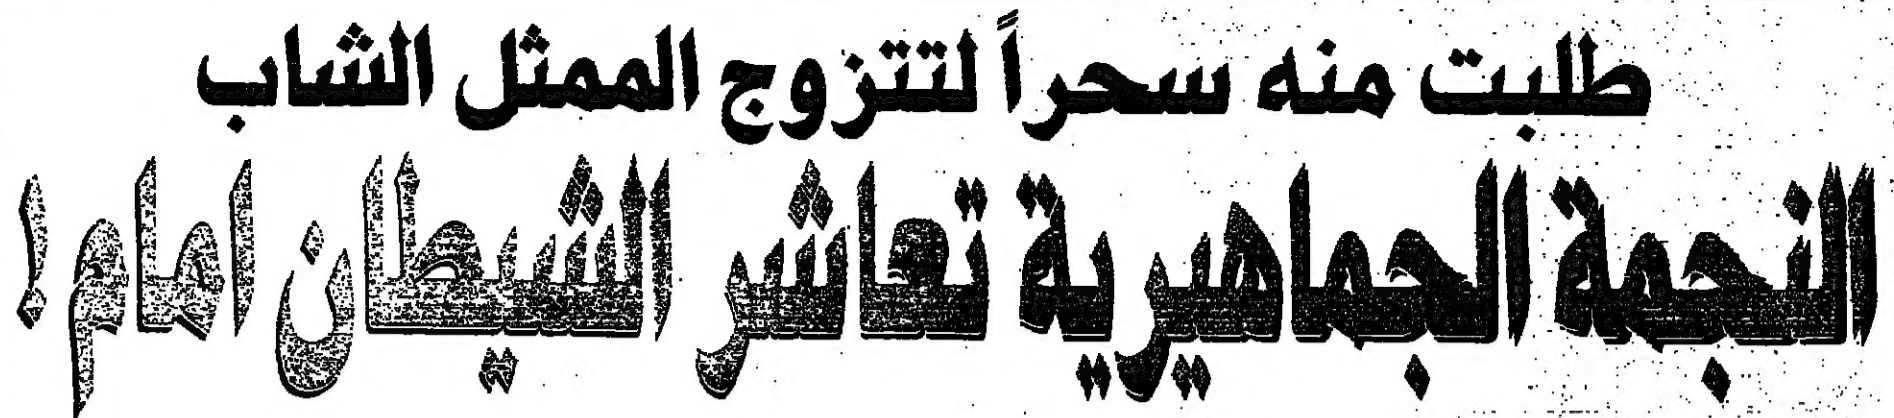 طلبت منه سحراً لتتزوج الممثل الشاب
النجمة الجماهيرية تعاشر الشيطان امام!